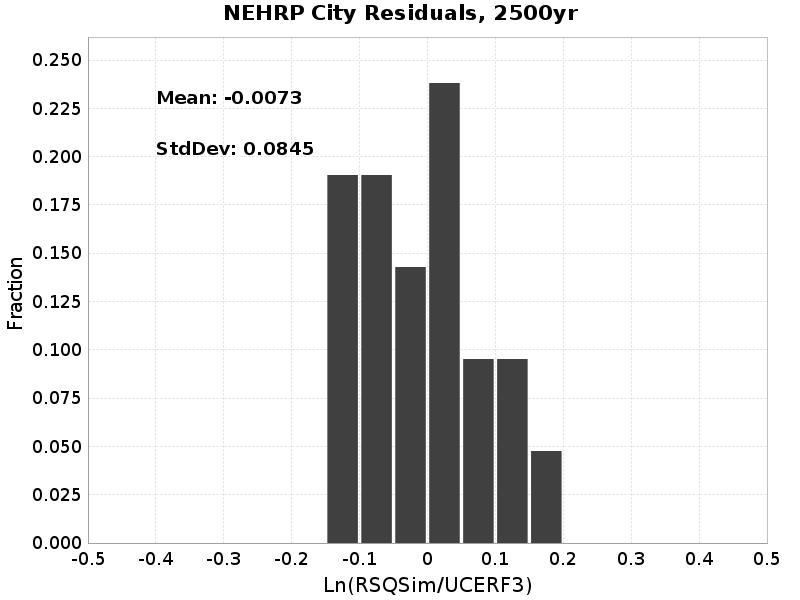 NEHRP City Residuals, 2500yr
0.250
0.225
0.200
0.175
0.150
0.125
0.100
0.075
0.050
0.025
0.000
Fraction
Mean: -0.0073
StdDev: 0.0845
-0.5 -0.4 -0.3 -0.2 -0.1 0 0.1 0.2 0.3 0.4 0.5
Ln(RSQSim/UCERF3)